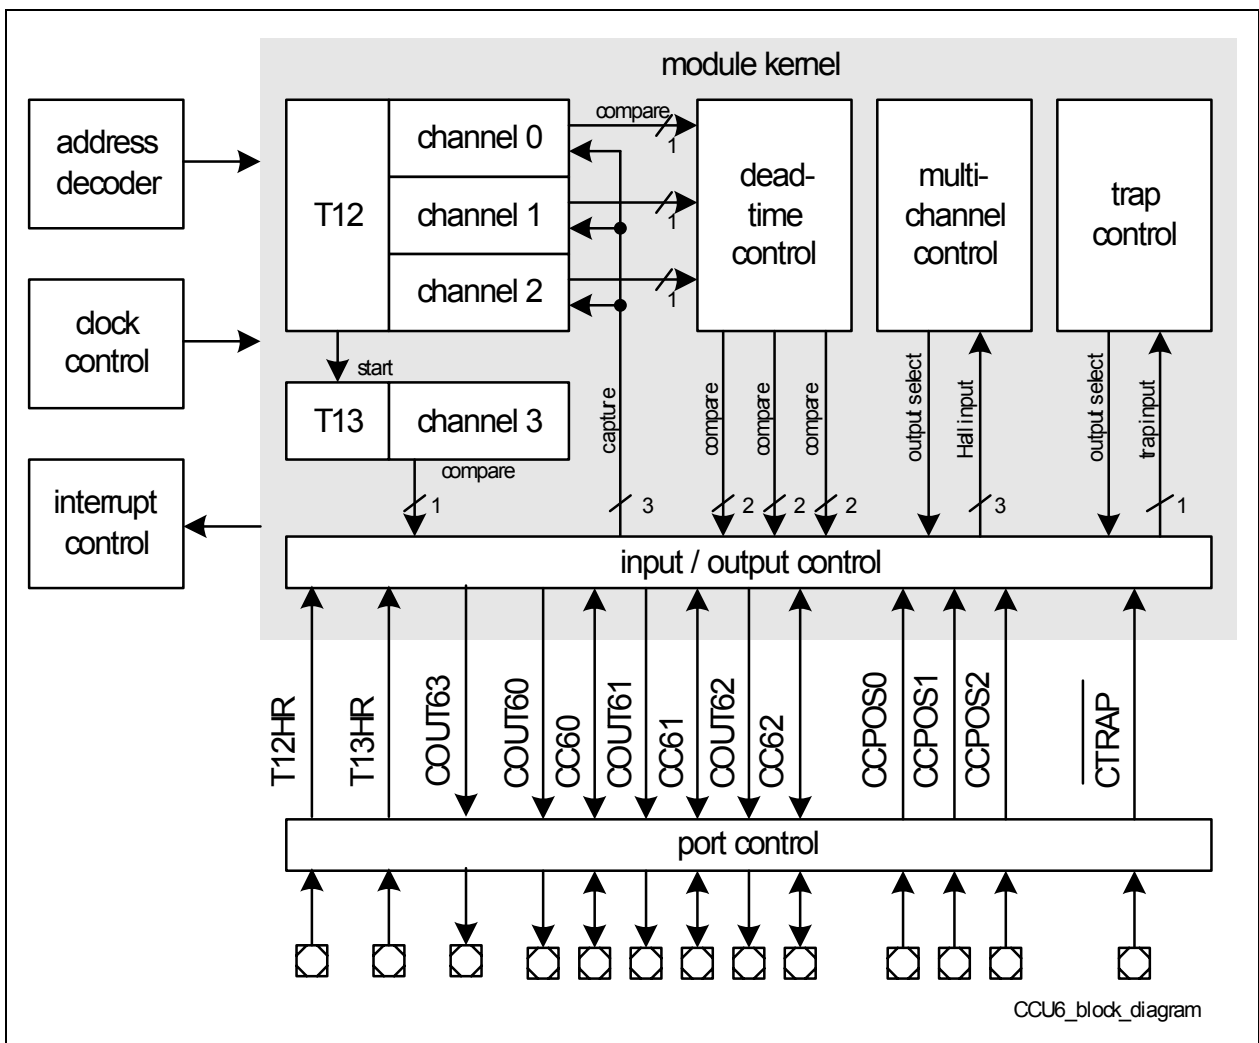 module kernel
address
decoder
clock
control
interrupt
control
T12
channel 0
channel 1
channel 2
compare
1
1
1
dead-
time
control
multi-
channel
control
trap
control
start
T13
channel 3
compare
1
capture
3
compare
2
compare
2
compare
2
output select
Hall input
3
output select
trap input
1
input / output control
T12HR
T13HR
COUT63
COUT60
CC60
COUT61
CC61
COUT62
CC62
CCPOS0
CCPOS1
CCPOS2
CTRAP
port control
CCU6_block_diagram